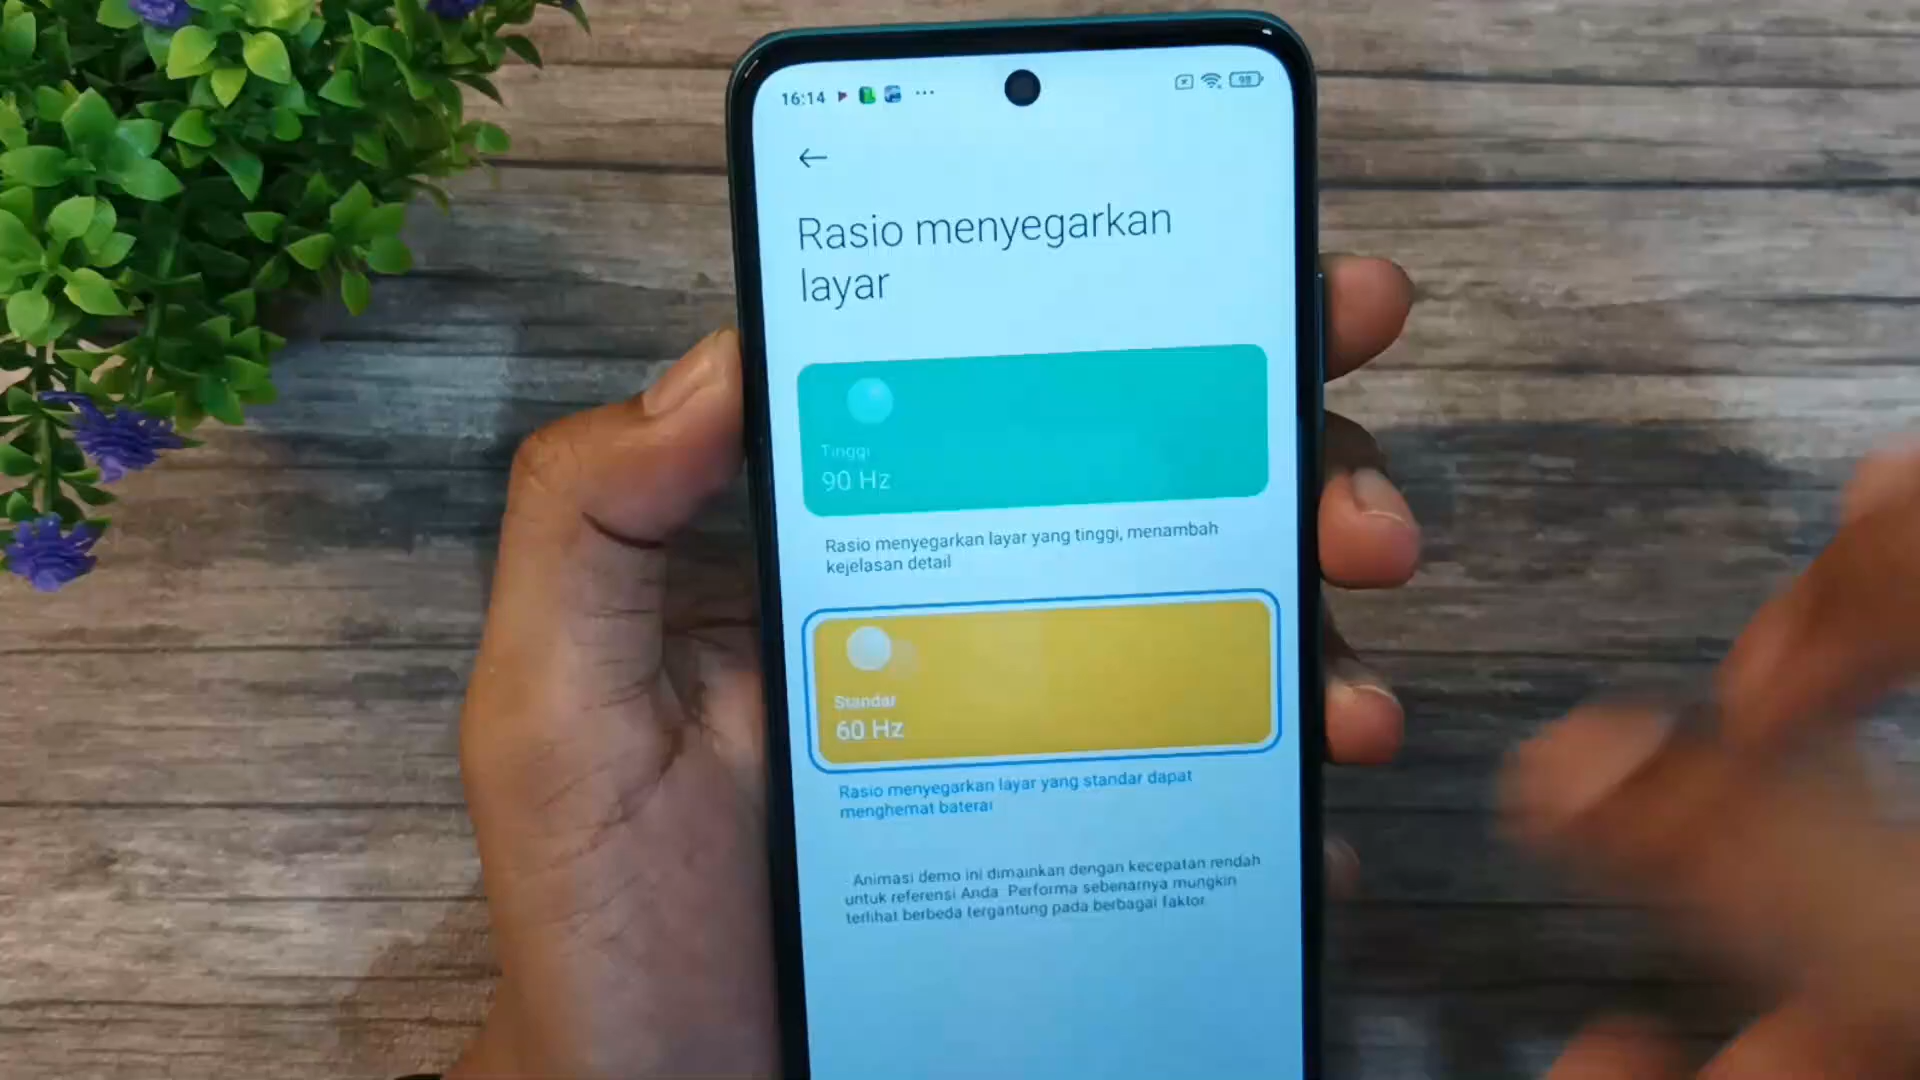 16:14
98
Rasio menyegarkan
layar
Tinggi
90 Hz
Rasio menyegarkan layar yang tinggi, menambah
kejelasan detail
Standar
60 Hz
Rasio menyegarkan layar yang standar dapat
menghemat baterai
Animasi demo ini dimainkan dengan kecepatan rendah
untuk referensi Anda. Performa sebenarnya mungkin
terlihat berbeda tergantung pada berbagai faktor